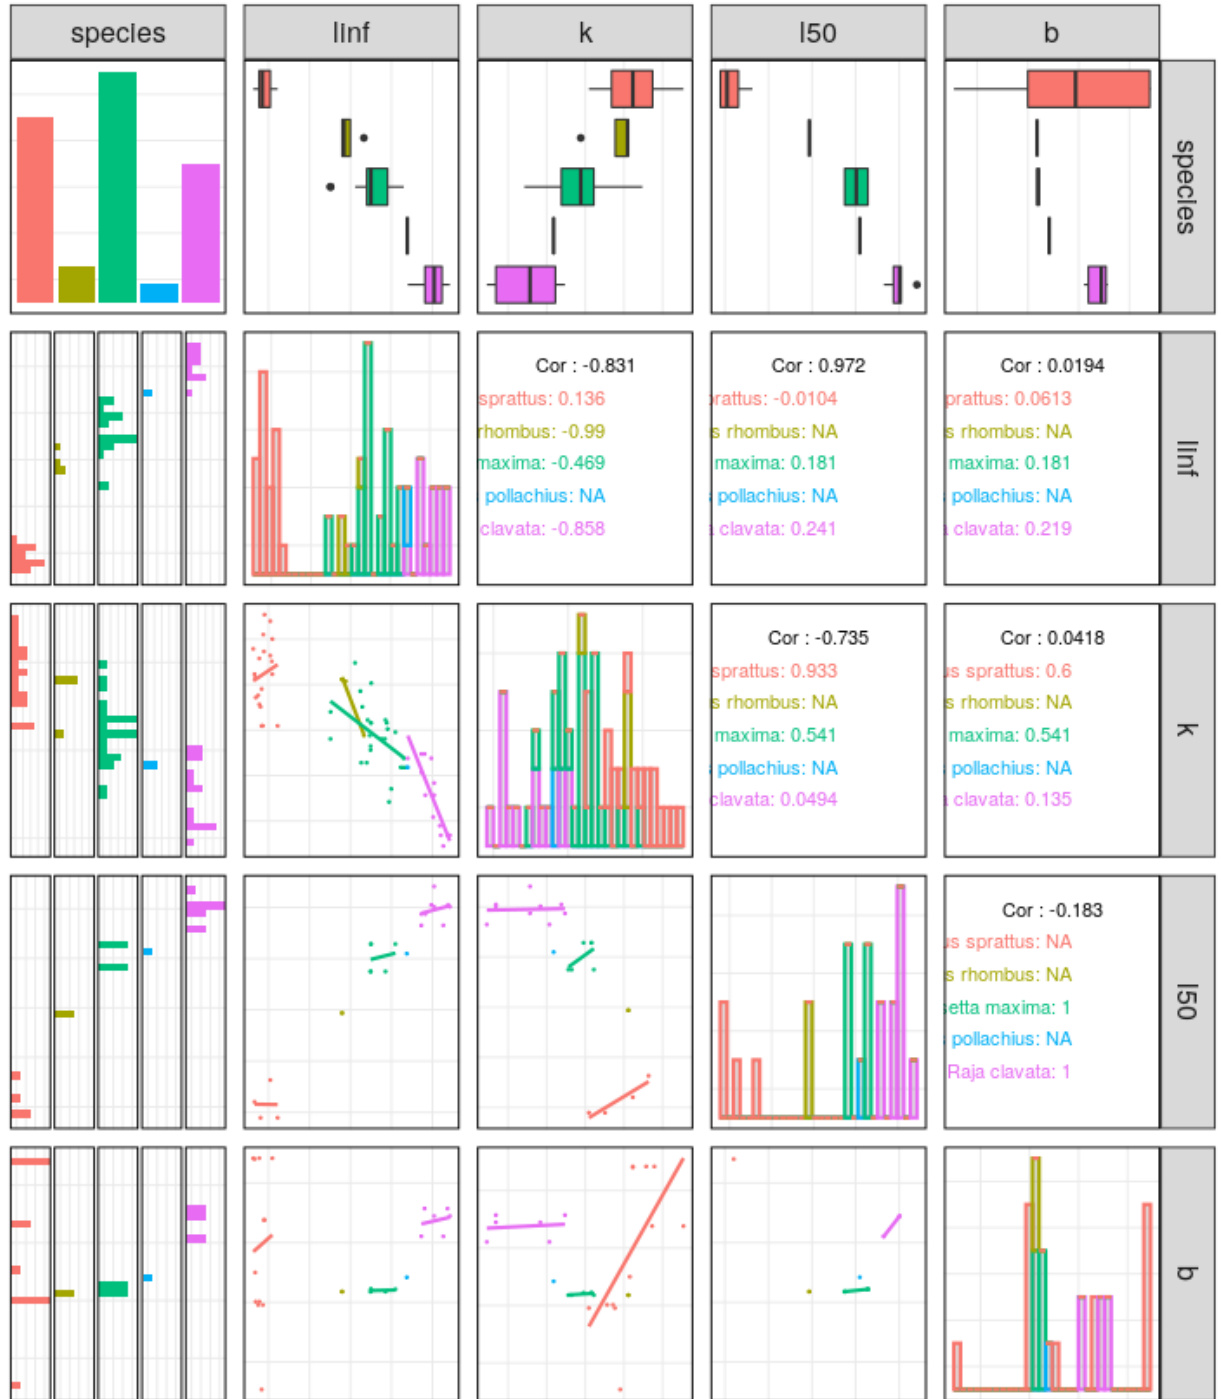 species
linf
k
l50
b
species
Cor : -0.831
sprattus: 0.136
rhombus: -0.99
maxima: -0.469
pollachius: NA
clavata: -0.858
Cor : 0.972
rattus: -0.0104
s rhombus: NA
maxima: 0.181
pollachius: NA
clavata: 0.241
Cor : 0.0194
prattus: 0.0613
s rhombus: NA
maxima: 0.181
pollachius: NA
clavata: 0.219
linf
Cor : -0.735
sprattus: 0.933
s rhombus: NA
maxima: 0.541
pollachius: NA
clavata: 0.0494
Cor : 0.0418
us sprattus: 0.6
s rhombus: NA
maxima: 0.541
pollachius: NA
clavata: 0.135
k
Cor : -0.183
us sprattus: NA
s rhombus: NA
etta maxima: 1
pollachius: NA
Raja clavata: 1
l50
b